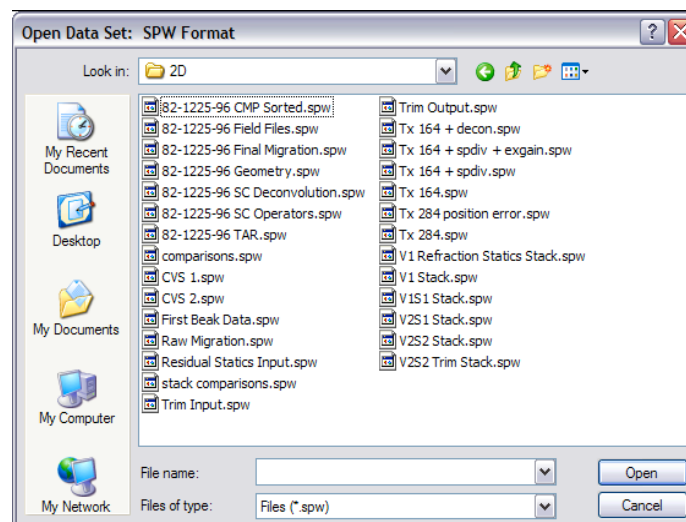 Open Data Set: SPW Format
Look in: 2D
My Recent
Documents
Desktop
My Documents
My Computer
My Network
82-1225-96 CMP Sorted.spw
82-1225-96 Field Files.spw
82-1225-96 Final Migration.spw
82-1225-96 Geometry.spw
82-1225-96 SC Deconvolution.spw
82-1225-96 SC Operators.spw
82-1225-96 TAR.spw
comparisons.spw
CVS 1.spw
CVS 2.spw
First Beak Data.spw
Raw Migration.spw
Residual Statics Input.spw
stack comparisons.spw
Trim Input.spw
Trim Output.spw
Tx 164 + decon.spw
Tx 164 + spdiv + exgain.spw
Tx 164 + spdiv.spw
Tx 164.spw
Tx 284 position error.spw
Tx 284.spw
V1 Refraction Statics Stack.spw
V1 Stack.spw
V1S1 Stack.spw
V2S1 Stack.spw
V2S2 Stack.spw
V2S2 Trim Stack.spw
File name:
Open
Files of type: Files (*.spw)
Cancel